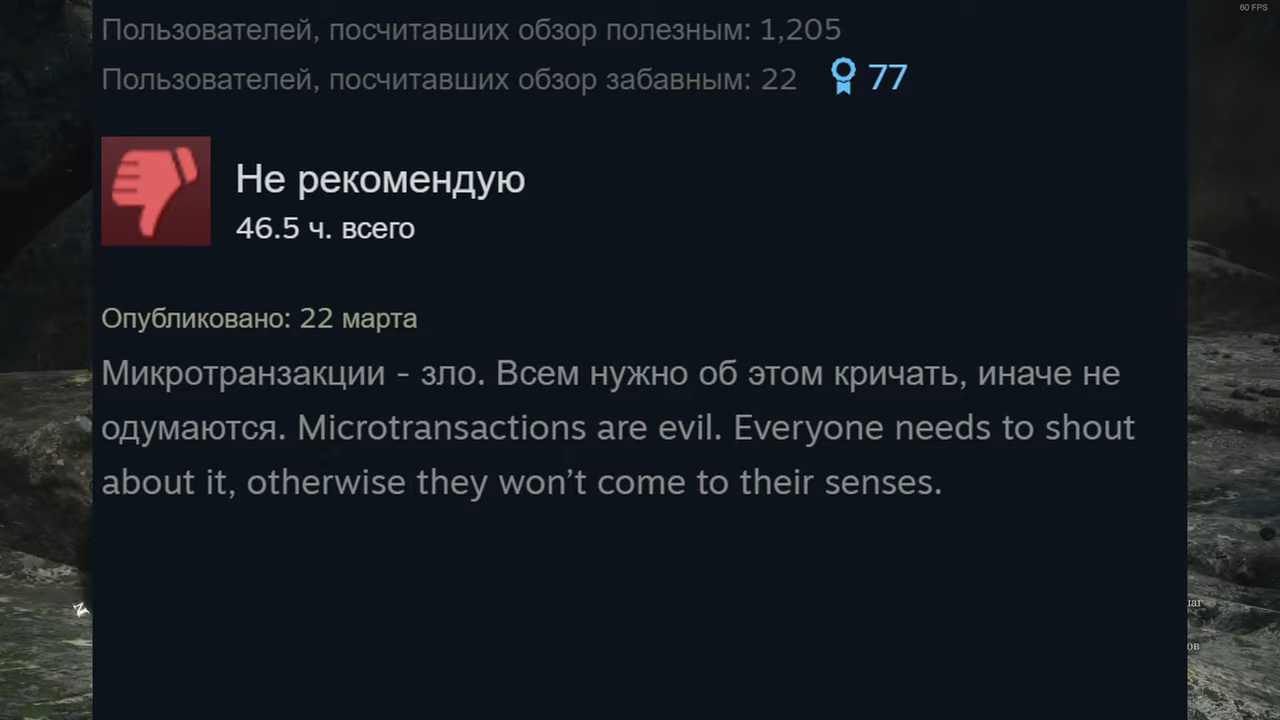 60 FPS
Пользователей, посчитавших обзор полезным: 1,205
Пользователей, посчитавших обзор забавным: 22 77
Не рекомендую
46.5 ч. всего
Опубликовано: 22 марта
Микротранзакции - зло. Всем нужно об этом кричать, иначе не
одумаются. Microtransactions are evil. Everyone needs to shout
about it, otherwise they won’t come to their senses.